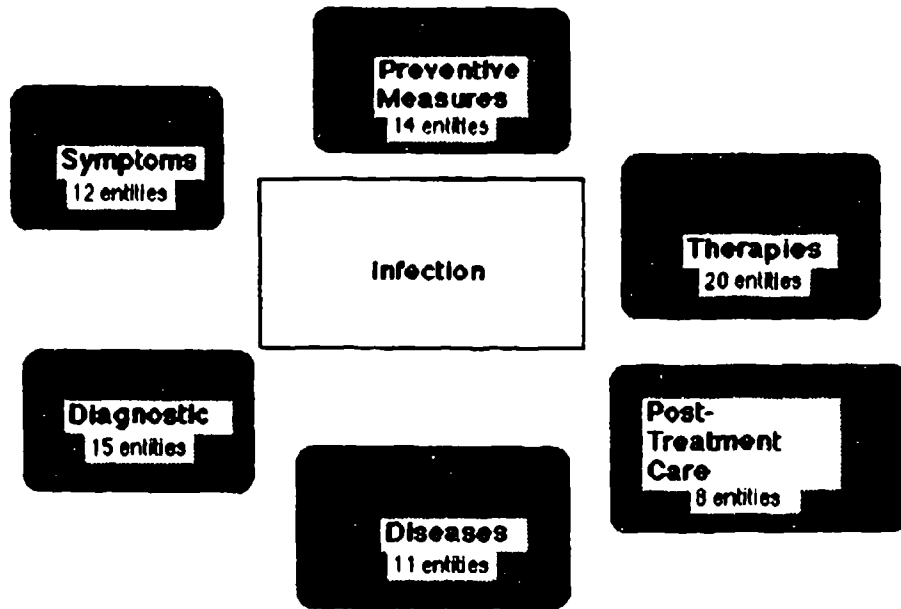 Preventive
Measures
14 entities
Symptoms
12 entities
Therapies
20 entities
Infection
Diagnostic
15 entities
Post-
Treatment
Care
8 entities
Diseases
11 entities